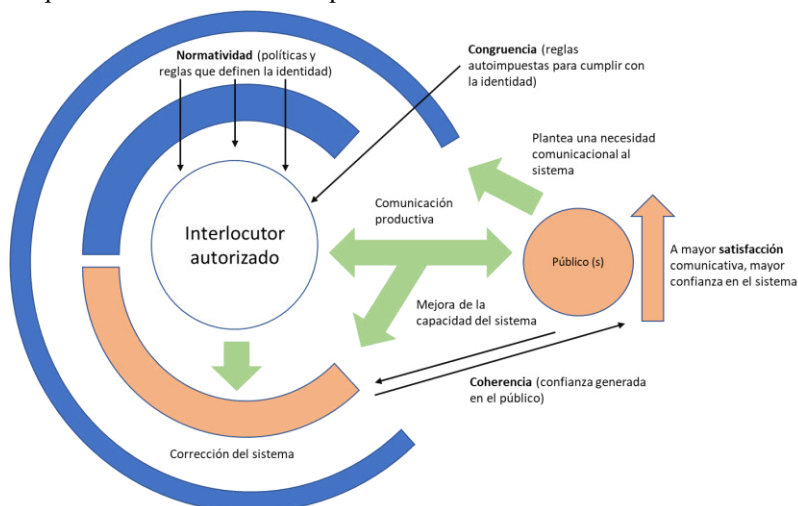 Normatividad (políticas y
reglas que definen la identidad)
Congruencia (reglas
autoimpuestas para cumplir con
la identidad)
Plantea una necesidad
comunicacional al
sistema
Comunicación
productiva
Interlocutor
autorizado
Público (s)
A mayor satisfacción
comunicativa, mayor
confianza en el sistema
Mejora de la
capacidad del sistema
Coherencia (confianza generada
en el público)
Corrección del sistema